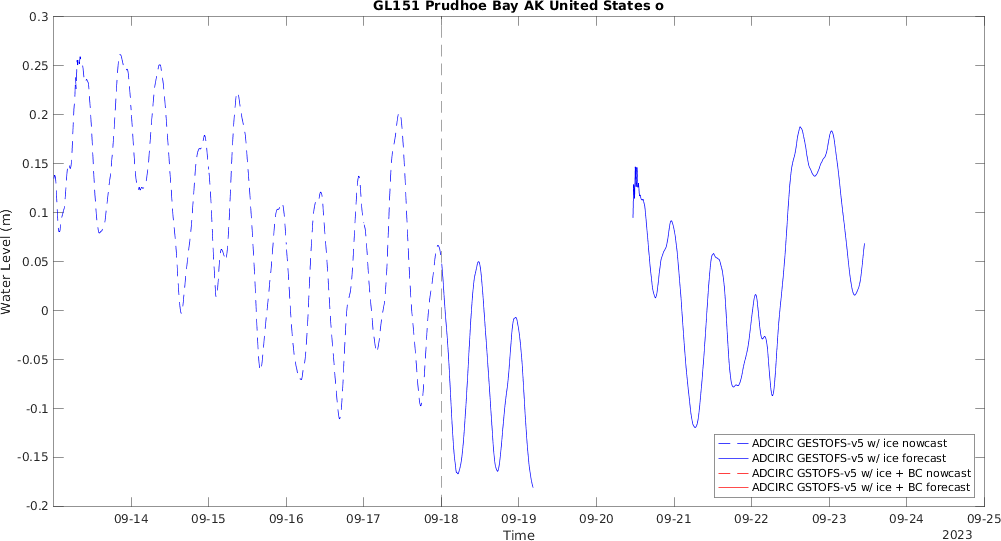 GL151 Prudhoe Bay AK United States o
0.3
0.25
0.2
0.15
0.1
0.05
0
-0.05
-0.1
-0.15
-0.2
Water Level (m)
ADCIRC GESTOFS-v5 w/ ice nowcast
ADCIRC GESTOFS-v5 w/ ice forecast
ADCIRC GSTOFS-v5 w/ ice + BC nowcast
ADCIRC GSTOFS-v5 w/ ice + BC forecast
09-14 09-15 09-16 09-17 09-18 09-19 09-20 09-21 09-22 09-23 09-24 09-25
Time
2023